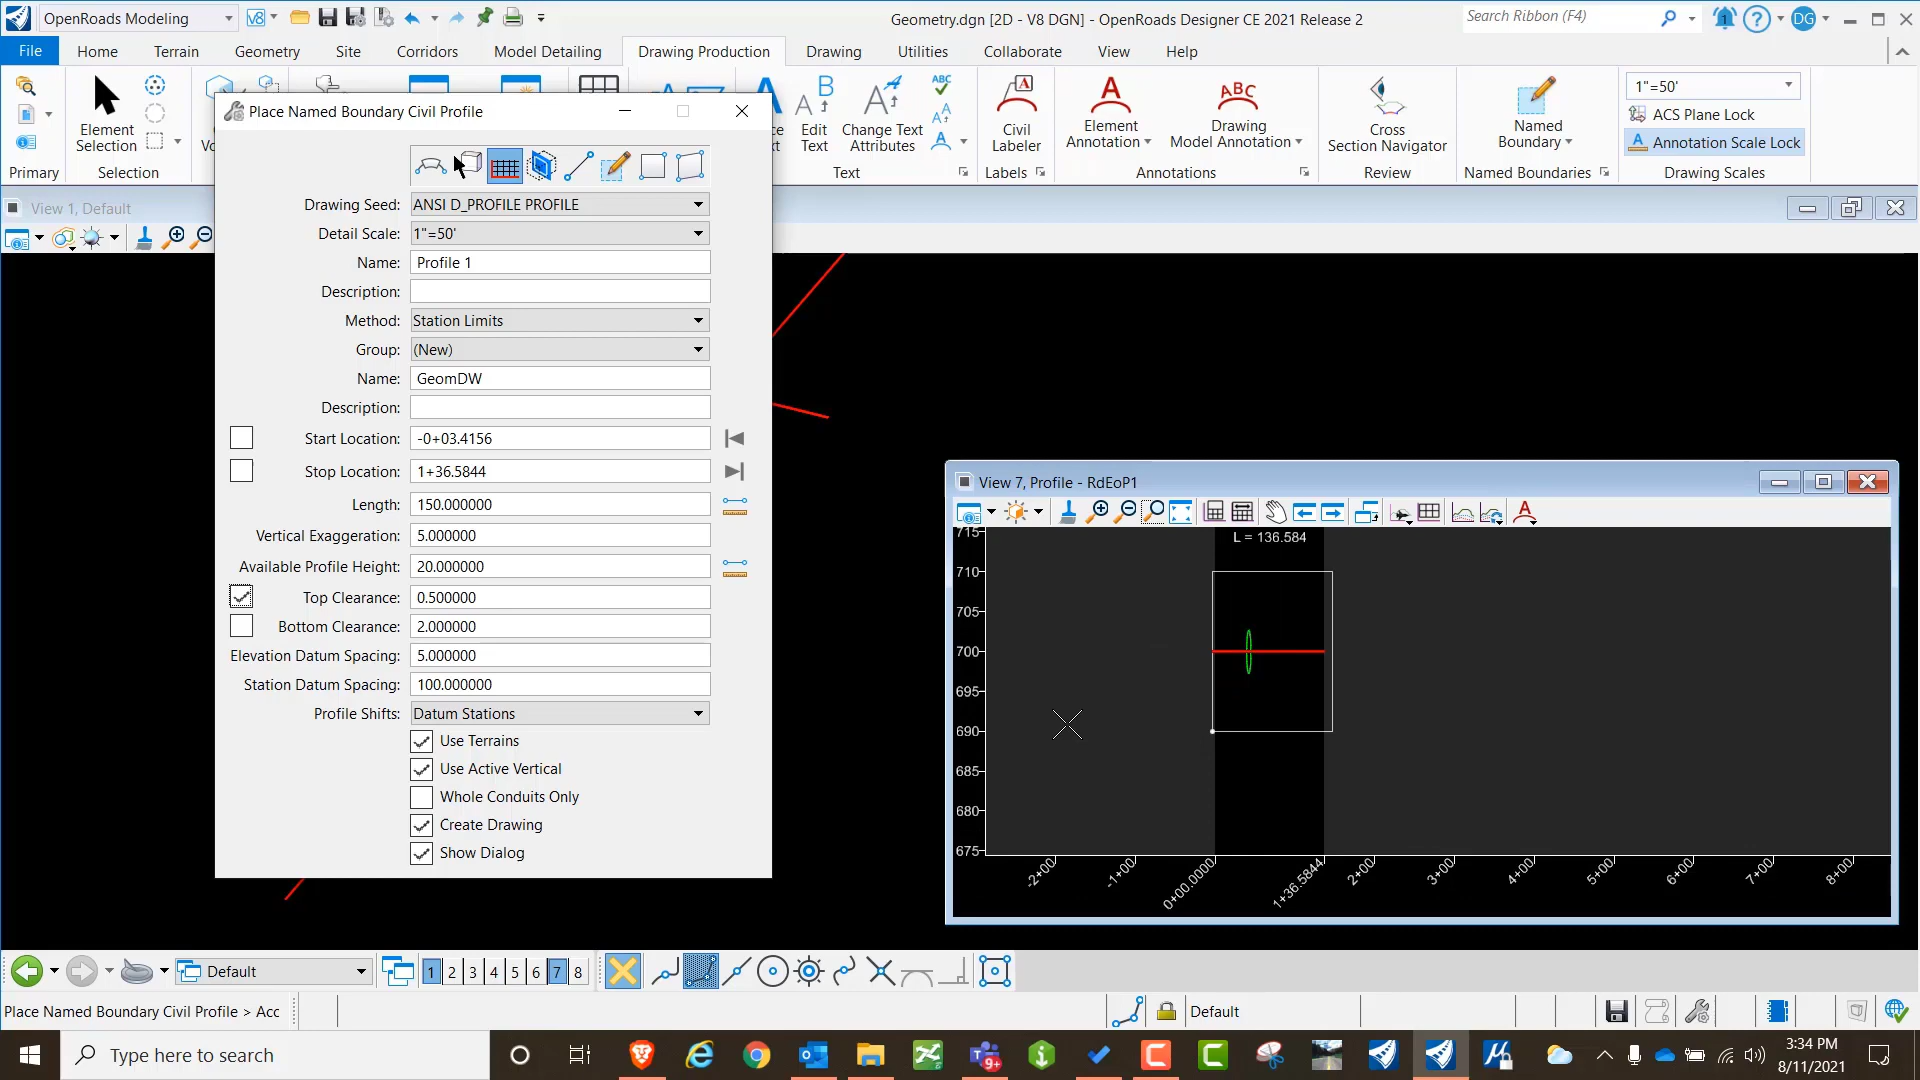 OpenRoads Modeling
Geometry.dgn [2D - V8 DGN] - OpenRoads Designer CE 2021 Release 2
Search Ribbon (F4)
DG
File
Home
Terrain
Geometry
Site
Corridors
Model Detailing
Drawing Production
Drawing
Utilities
Collaborate
View
Help
Primary
Element
Selection
Selection
Edit
Text
Change Text
Attributes
Text
Civil
Labeler
Labels
Element
Annotation
Drawing
Model Annotation
Annotations
Cross
Section Navigator
Review
Named
Boundary
Named Boundaries
1"=50'
ACS Plane Lock
Annotation Scale Lock
Drawing Scales
View 1, Default
Place Named Boundary Civil Profile
Drawing Seed: ANSI D_PROFILE PROFILE
Detail Scale: 1"=50'
Name: Profile 1
Description:
Method: Station Limits
Group: (New)
Name: GeomDW
Description:
Start Location: -0+03.4156
Stop Location: 1+36.5844
Length: 150.000000
Vertical Exaggeration: 5.000000
Available Profile Height: 20.000000
Top Clearance: 0.500000
Bottom Clearance: 2.000000
Elevation Datum Spacing: 5.000000
Station Datum Spacing: 100.000000
Profile Shifts: Datum Stations
Use Terrains
Use Active Vertical
Whole Conduits Only
Create Drawing
Show Dialog
View 7, Profile - RdEoP1
L = 136.584
715
710
705
700
695
690
685
680
675
-2+00
-1+00
0+00.0000
1+36.5844
2+00
3+00
4+00
5+00
6+00
7+00
8+00
Default
1 2 3 4 5 6 7 8
Place Named Boundary Civil Profile > Acc
Default
Type here to search
3:34 PM
8/11/2021